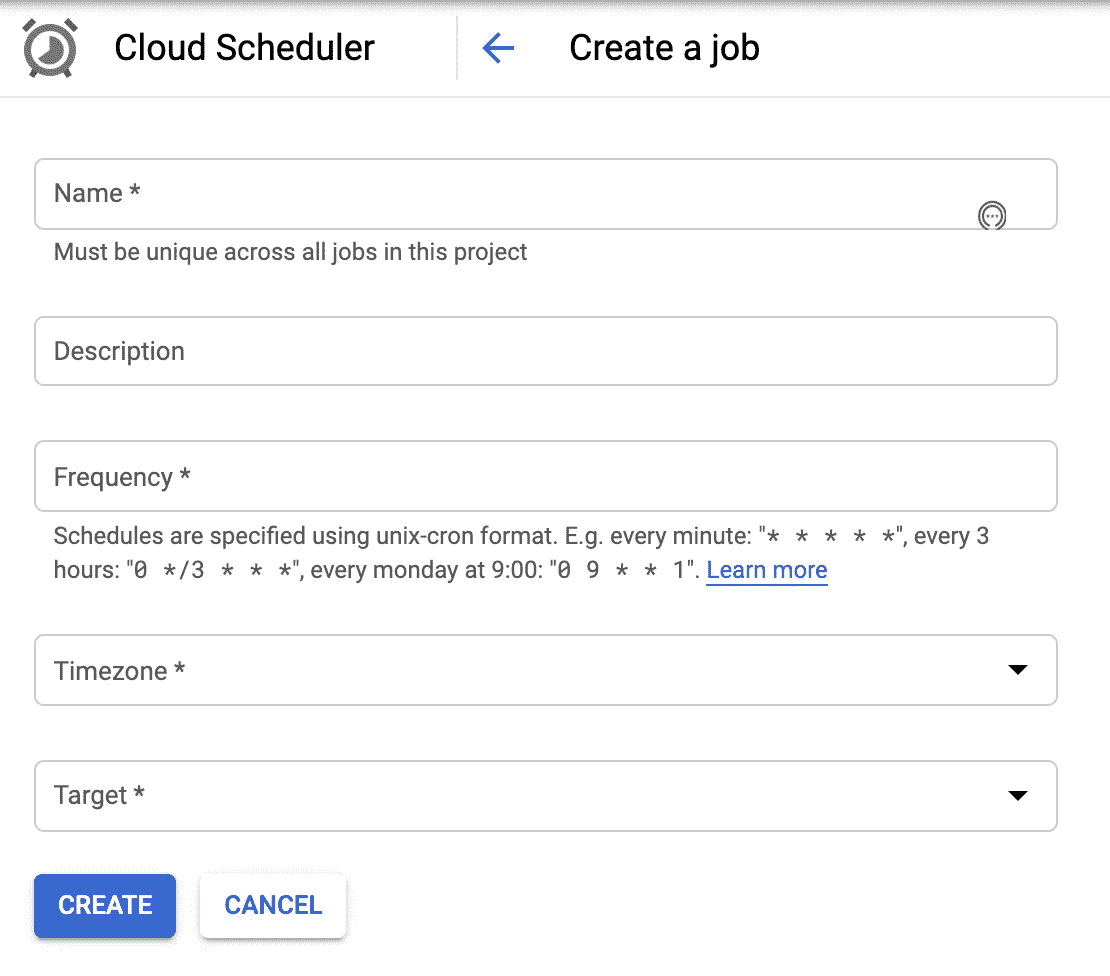 Cloud Scheduler
Create a job
Name *
Must be unique across all jobs in this project
Description
Frequency *
Schedules are specified using unix-cron format. E.g. every minute: "* * * * *", every 3
hours: "0 */3 * * *", every monday at 9:00: "0 9 * * 1". Learn more
Timezone *
Target *
CREATE
CANCEL